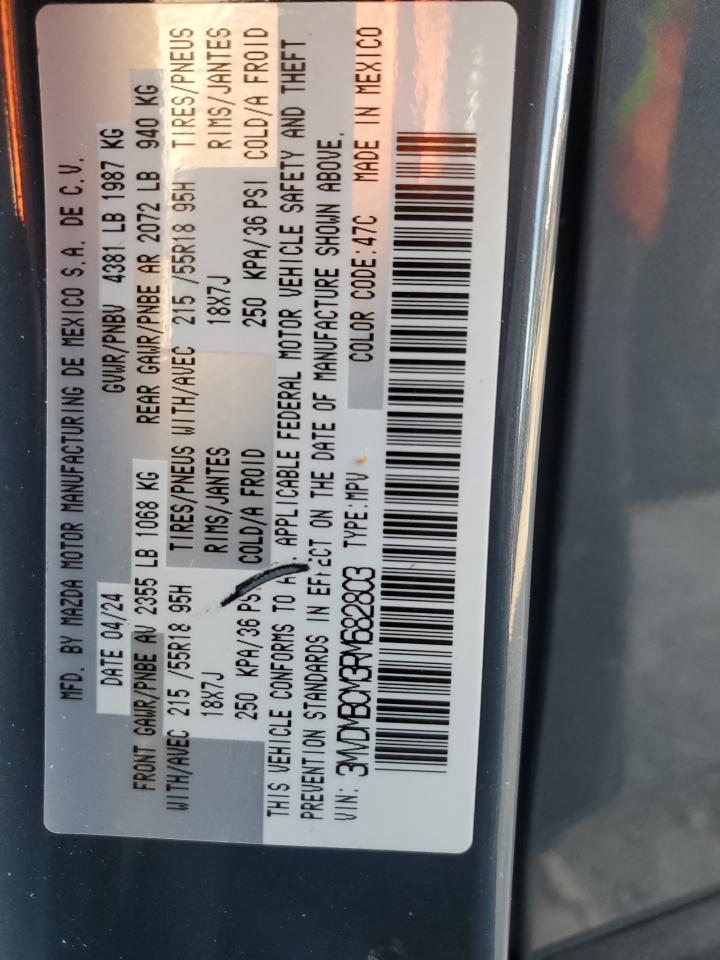 MFD. BY MAZDA MOTOR MANUFACTURING DE MEXICO S.A. DE C.V.
DATE 04/24 GVWR/PNBV 4381 LB 1987 KG
FRONT GAWR/PNBE AV 2355 LB 1068 KG REAR GAWR/PNBE AR 2072 LB 940 KG
WITH/AVEC 215 /55R18 95H TIRES/PNEUS WITH/AVEC 215 /55R18 95H TIRES/PNEUS
18X7J RIMS/JANTES 18X7J RIMS/JANTES
250 KPA/36 PSI COLD/A FROID 250 KPA/36 PSI COLD/A FROID
THIS VEHICLE CONFORMS TO ALL APPLICABLE FEDERAL MOTOR VEHICLE SAFETY AND THEFT
PREVENTION STANDARDS IN EFFECT ON THE DATE OF MANUFACTURE SHOWN ABOVE.
VIN: 3MVDMBCM3RM682803 TYPE:MPV COLOR CODE:47C MADE IN MEXICO